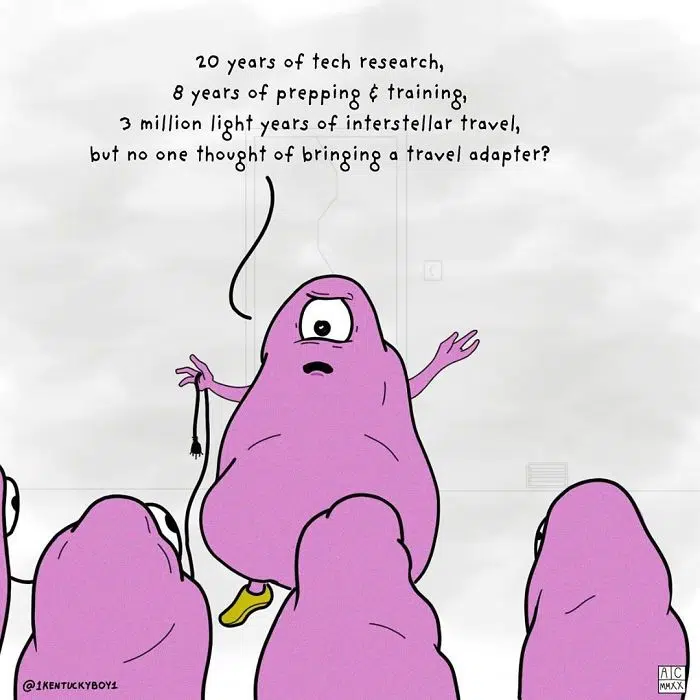 20 years of tech research,
8 years of prepping & training,
3 million light years of interstellar travel,
but no one thought of bringing a travel adapter?
@1KENTUCKYBOY1
A|C
MMXX